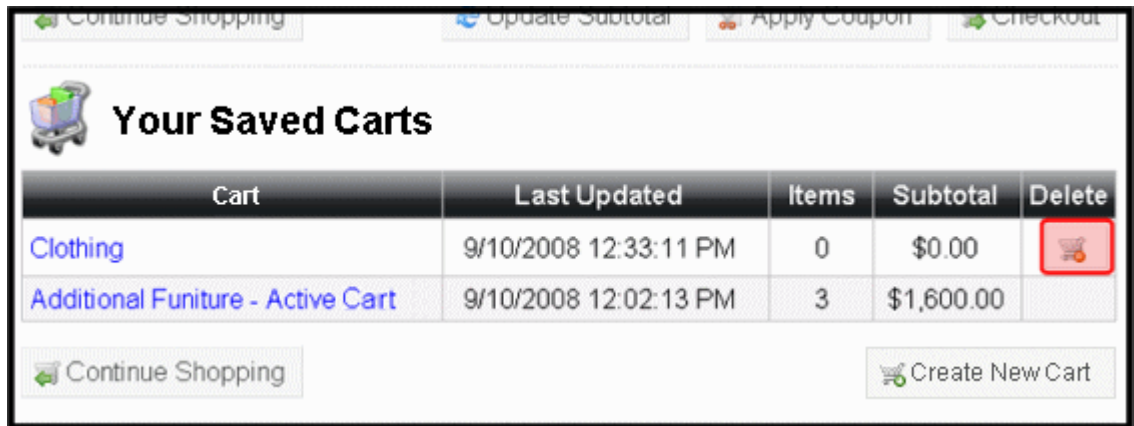 Continue Shopping Update Subtotal Apply Coupon Checkout
Your Saved Carts
Cart Last Updated Items Subtotal Delete
Clothing 9/10/2008 12:33:11 PM 0 $0.00
Additional Funiture - Active Cart 9/10/2008 12:02:13 PM 3 $1,600.00
Continue Shopping Create New Cart